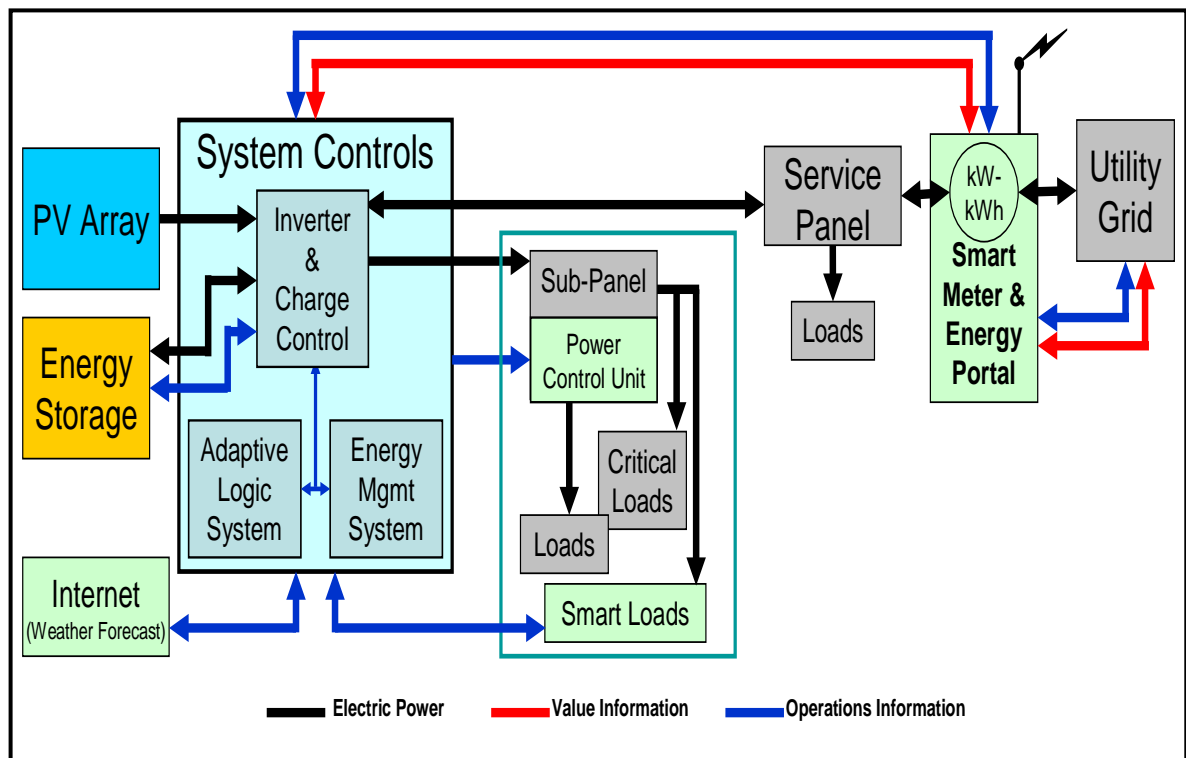 System Controls
PV Array
Inverter
&
Charge
Control
Energy
Storage
Adaptive
Logic
System
Energy
Mgmt
System
Internet
(Weather Forecast)
Sub-Panel
Power
Control Unit
Critical
Loads
Loads
Smart Loads
Service
Panel
Loads
kW-
kWh
Smart
Meter &
Energy
Portal
Utility
Grid
Electric Power
Value Information
Operations Information